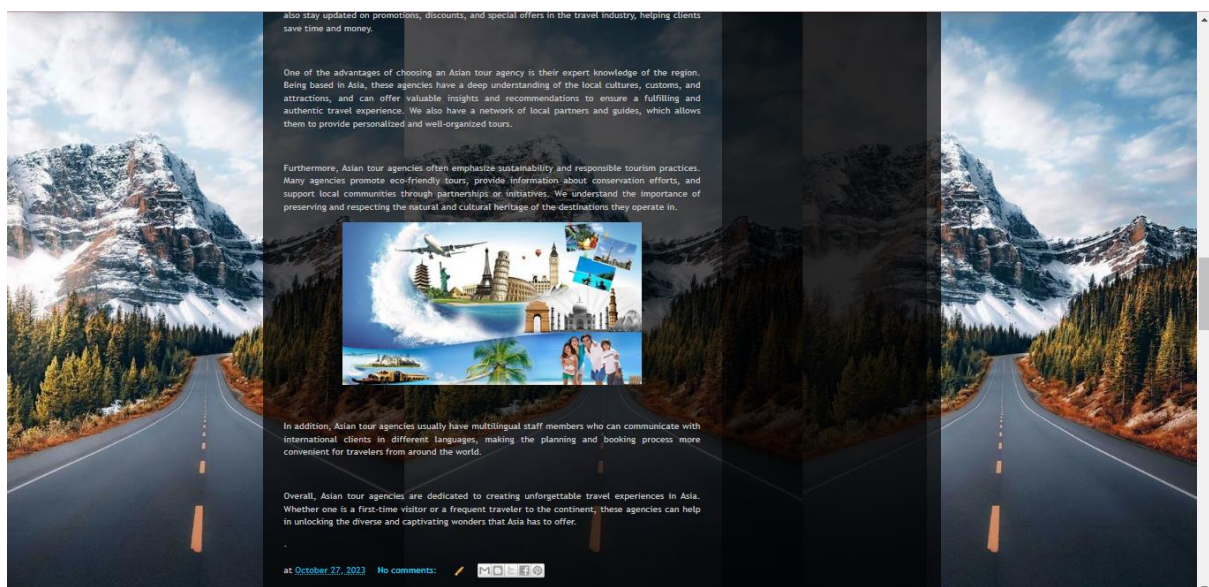 also stay updated on promotions, discounts, and special offers in the travel industry, helping clients
save time and money.
One of the advantages of choosing an Asian tour agency is their expert knowledge of the region.
Being based in Asia, these agencies have a deep understanding of the local cultures, customs, and
attractions, and can offer valuable insights and recommendations to ensure a fulfilling and
authentic travel experience. We also have a network of local partners and guides, which allows
them to provide personalized and well-organized tours.
Furthermore, Asian tour agencies often emphasize sustainability and responsible tourism practices.
Many agencies promote eco-friendly tours, provide information about conservation efforts, and
support local communities through partnerships or initiatives. We understand the importance of
preserving and respecting the natural and cultural heritage of the destinations they operate in.
In addition, Asian tour agencies usually have multilingual staff members who can communicate with
international clients in different languages, making the planning and booking process more
convenient for travelers from around the world.
Overall, Asian tour agencies are dedicated to creating unforgettable travel experiences in Asia.
Whether one is a first-time visitor or a frequent traveler to the continent, these agencies can help
in unlocking the diverse and captivating wonders that Asia has to offer.
.
at October 27, 2023 No comments: